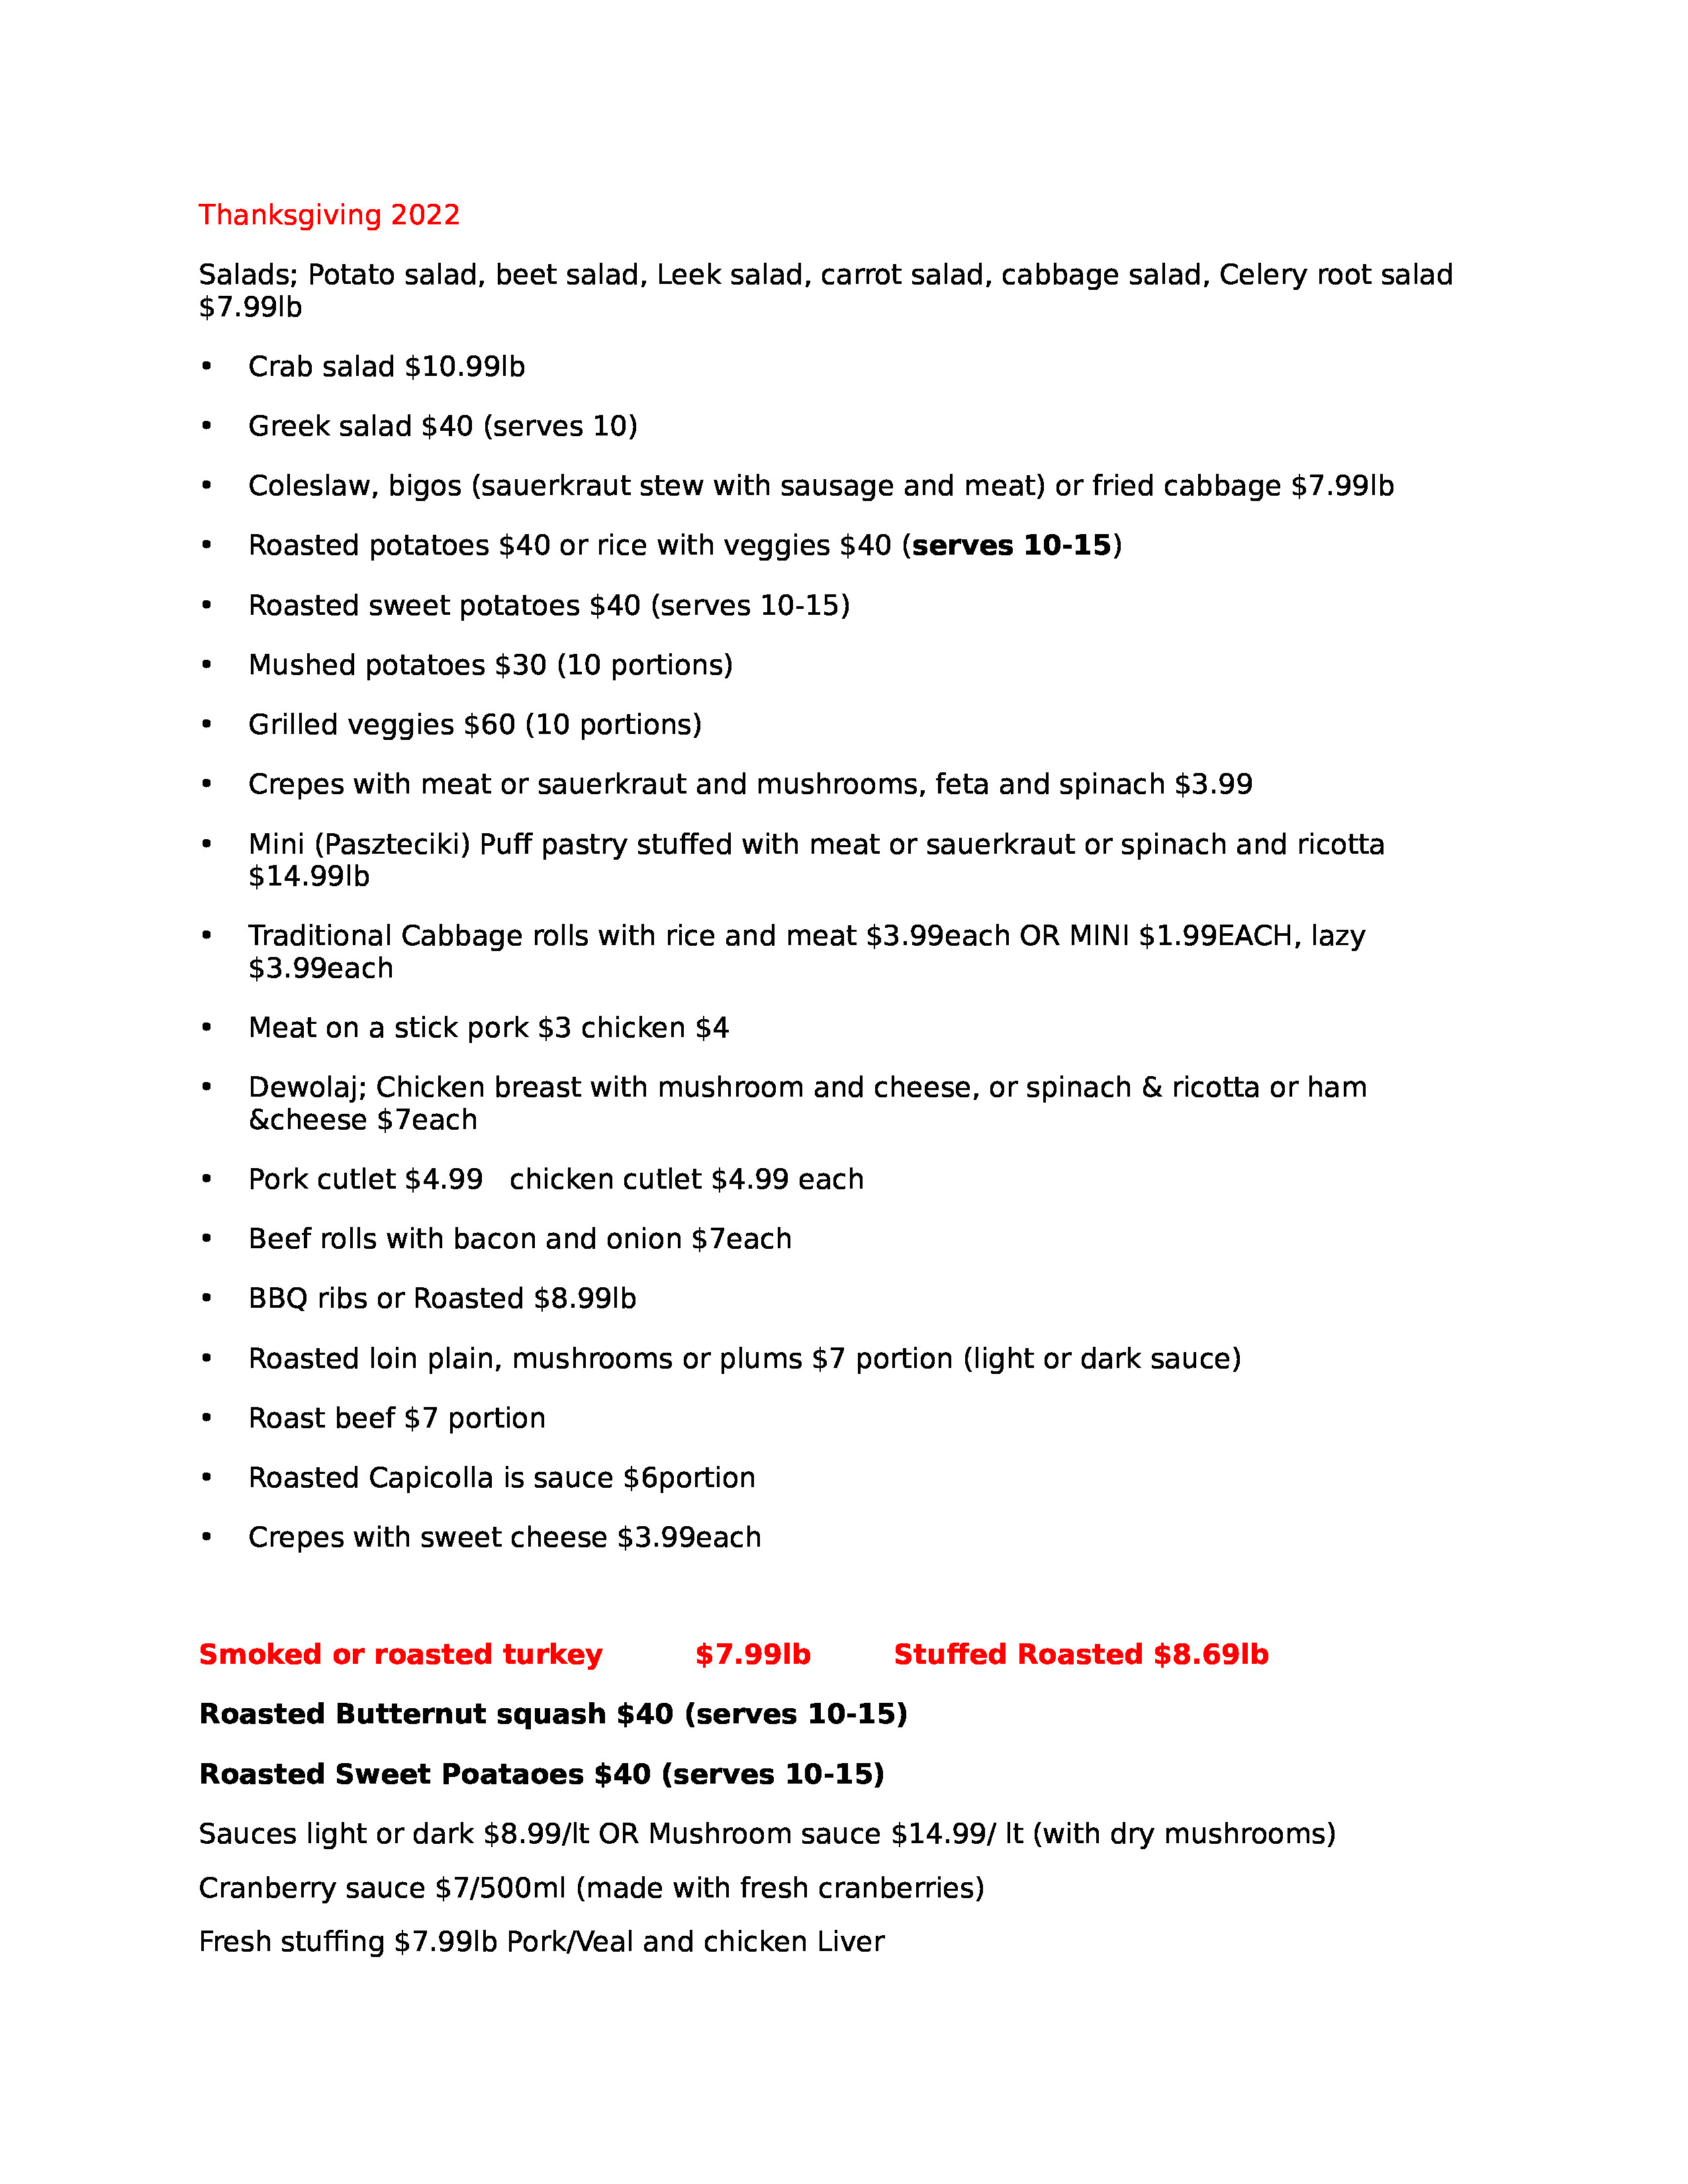 Thanksgiving 2022
Salads; Potato salad, beet salad, Leek salad, carrot salad, cabbage salad, Celery root salad
$7.99lb
• Crab salad $10.99lb
• Greek salad $40 (serves 10)
• Coleslaw, bigos (sauerkraut stew with sausage and meat) or fried cabbage $7.99lb
• Roasted potatoes $40 or rice with veggies $40 (serves 10-15)
• Roasted sweet potatoes $40 (serves 10-15)
• Mushed potatoes $30 (10 portions)
• Grilled veggies $60 (10 portions)
• Crepes with meat or sauerkraut and mushrooms, feta and spinach $3.99
• Mini (Paszteciki) Puff pastry stuffed with meat or sauerkraut or spinach and ricotta
$14.99lb
• Traditional Cabbage rolls with rice and meat $3.99each OR MINI $1.99EACH, lazy
$3.99each
• Meat on a stick pork $3 chicken $4
• Dewolaj; Chicken breast with mushroom and cheese, or spinach & ricotta or ham
&cheese $7each
• Pork cutlet $4.99   chicken cutlet $4.99 each
• Beef rolls with bacon and onion $7each
• BBQ ribs or Roasted $8.99lb
• Roasted loin plain, mushrooms or plums $7 portion (light or dark sauce)
• Roast beef $7 portion
• Roasted Capicolla is sauce $6portion
• Crepes with sweet cheese $3.99each
Smoked or roasted turkey $7.99lb Stuffed Roasted $8.69lb
Roasted Butternut squash $40 (serves 10-15)
Roasted Sweet Poataoes $40 (serves 10-15)
Sauces light or dark $8.99/lt OR Mushroom sauce $14.99/ lt (with dry mushrooms)
Cranberry sauce $7/500ml (made with fresh cranberries)
Fresh stuffing $7.99lb Pork/Veal and chicken Liver